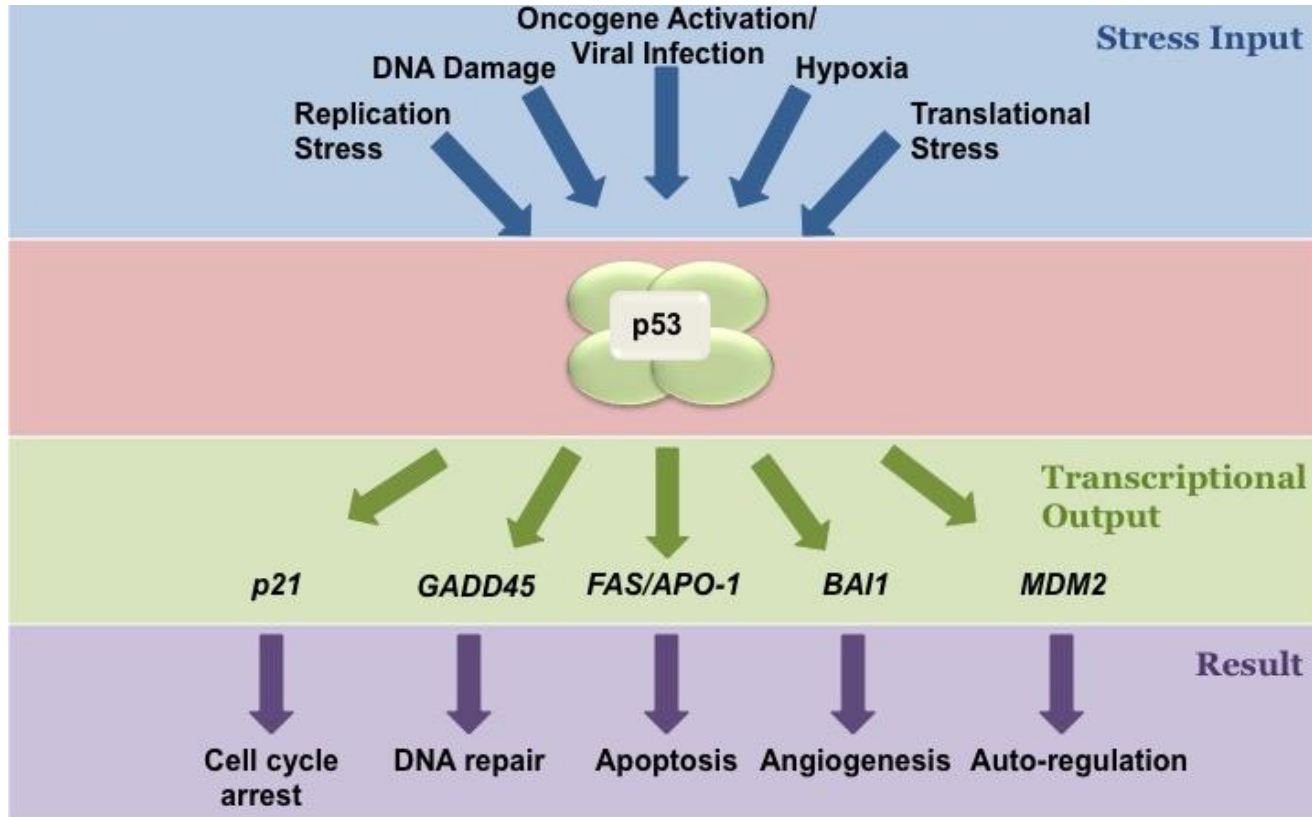 Oncogene Activation/
Viral Infection
Stress Input
DNA Damage
Hypoxia
Replication
Stress
Translational
Stress
p53
Transcriptional
Output
p21
GADD45
FAS/APO-1
BAI1
MDM2
Result
Cell cycle
arrest
DNA repair
Apoptosis
Angiogenesis
Auto-regulation